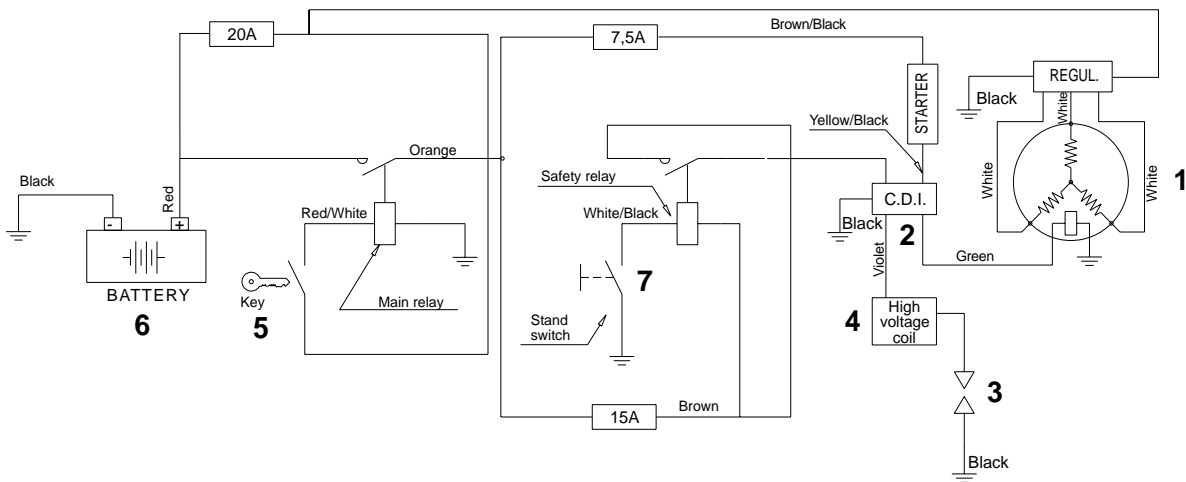 20A
7,5A
Brown/Black
REGUL.
Black
White
STARTER
Yellow/Black
White
White
1
Orange
Safety relay
Black
Red
Red/White
White/Black
C.D.I.
Black
2
Green
Violet
- +
BATTERY
6
Key
5
Main relay
7
Stand
switch
4
High
voltage
coil
3
15A
Brown
Black